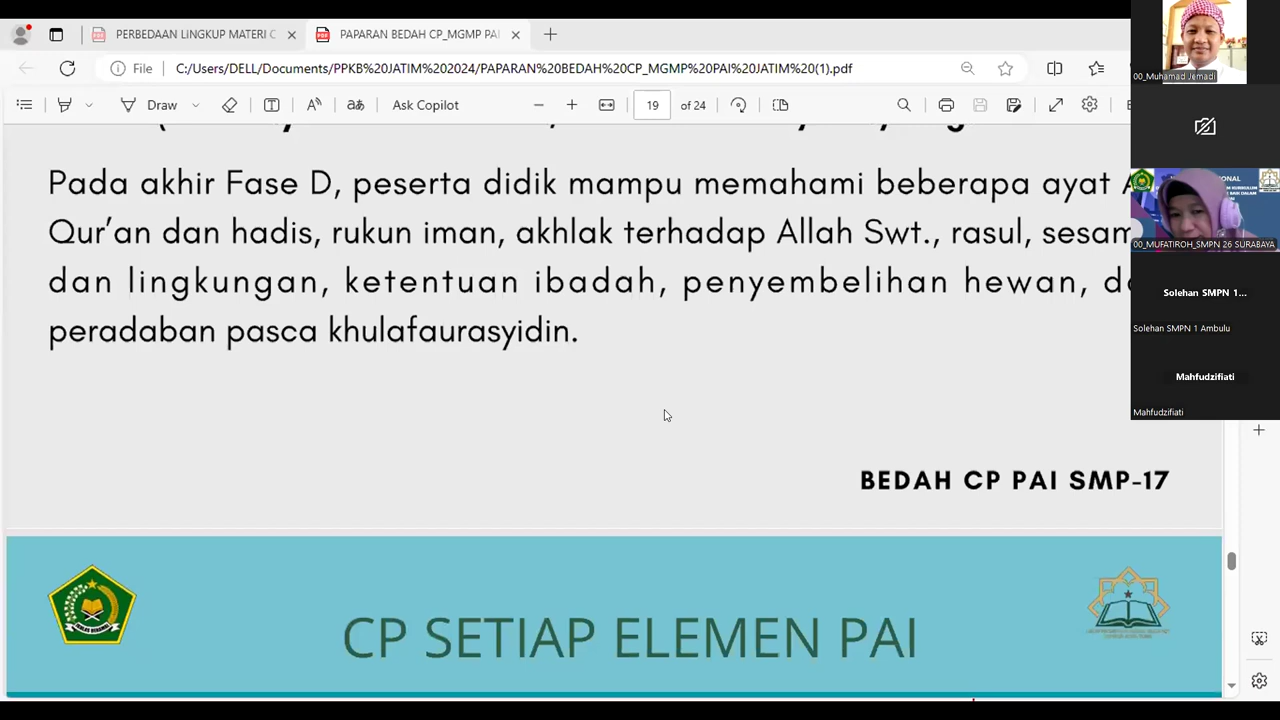 PERBEDAAN LINGKUP MATERI C
PAPARAN BEDAH CP_MGMP PAI
File
C:/Users/DELL/Documents/PPKB%20JATIM%202024/PAPARAN%20BEDAH%20CP_MGMP%20PAI%20JATIM%20(1).pdf
Draw
Ask Copilot
19 of 24
Pada akhir Fase D, peserta didik mampu memahami beberapa ayat A
Qur’an dan hadis, rukun iman, akhlak terhadap Allah Swt., rasul, sesam
dan lingkungan, ketentuan ibadah, penyembelihan hewan, d
peradaban pasca khulafaurasyidin.
BEDAH CP PAI SMP-17
CP SETIAP ELEMEN PAI
00_Muhamad Jemadi
00_MUFATIROH_SMPN 26 SURABAYA
Solehan SMPN 1...
Solehan SMPN 1 Ambulu
Mahfudzifiati
Mahfudzifiati